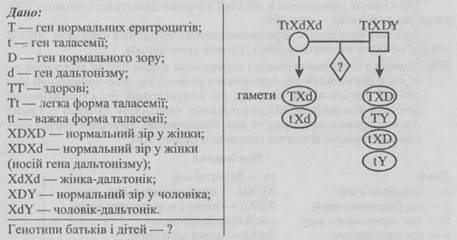 Дано:
T — ген нормальних еритроцитів;
t — ген таласемії;
D — ген нормального зору;
d — ген дальтонізму;
TT — здорові;
Tt — легка форма таласемії;
tt — важка форма таласемії;
XDXD — нормальний зір у жінки;
XDXd — нормальний зір у жінки
(носій гена дальтонізму);
XdXd — жінка-дальтонік;
XDY — нормальний зір у чоловіка;
XdY — чоловік-дальтонік.
Генотипи батьків і дітей — ?
TtXdXd TtXDY
?
гамети
TXd
tXd
TXD
TY
tXD
tY